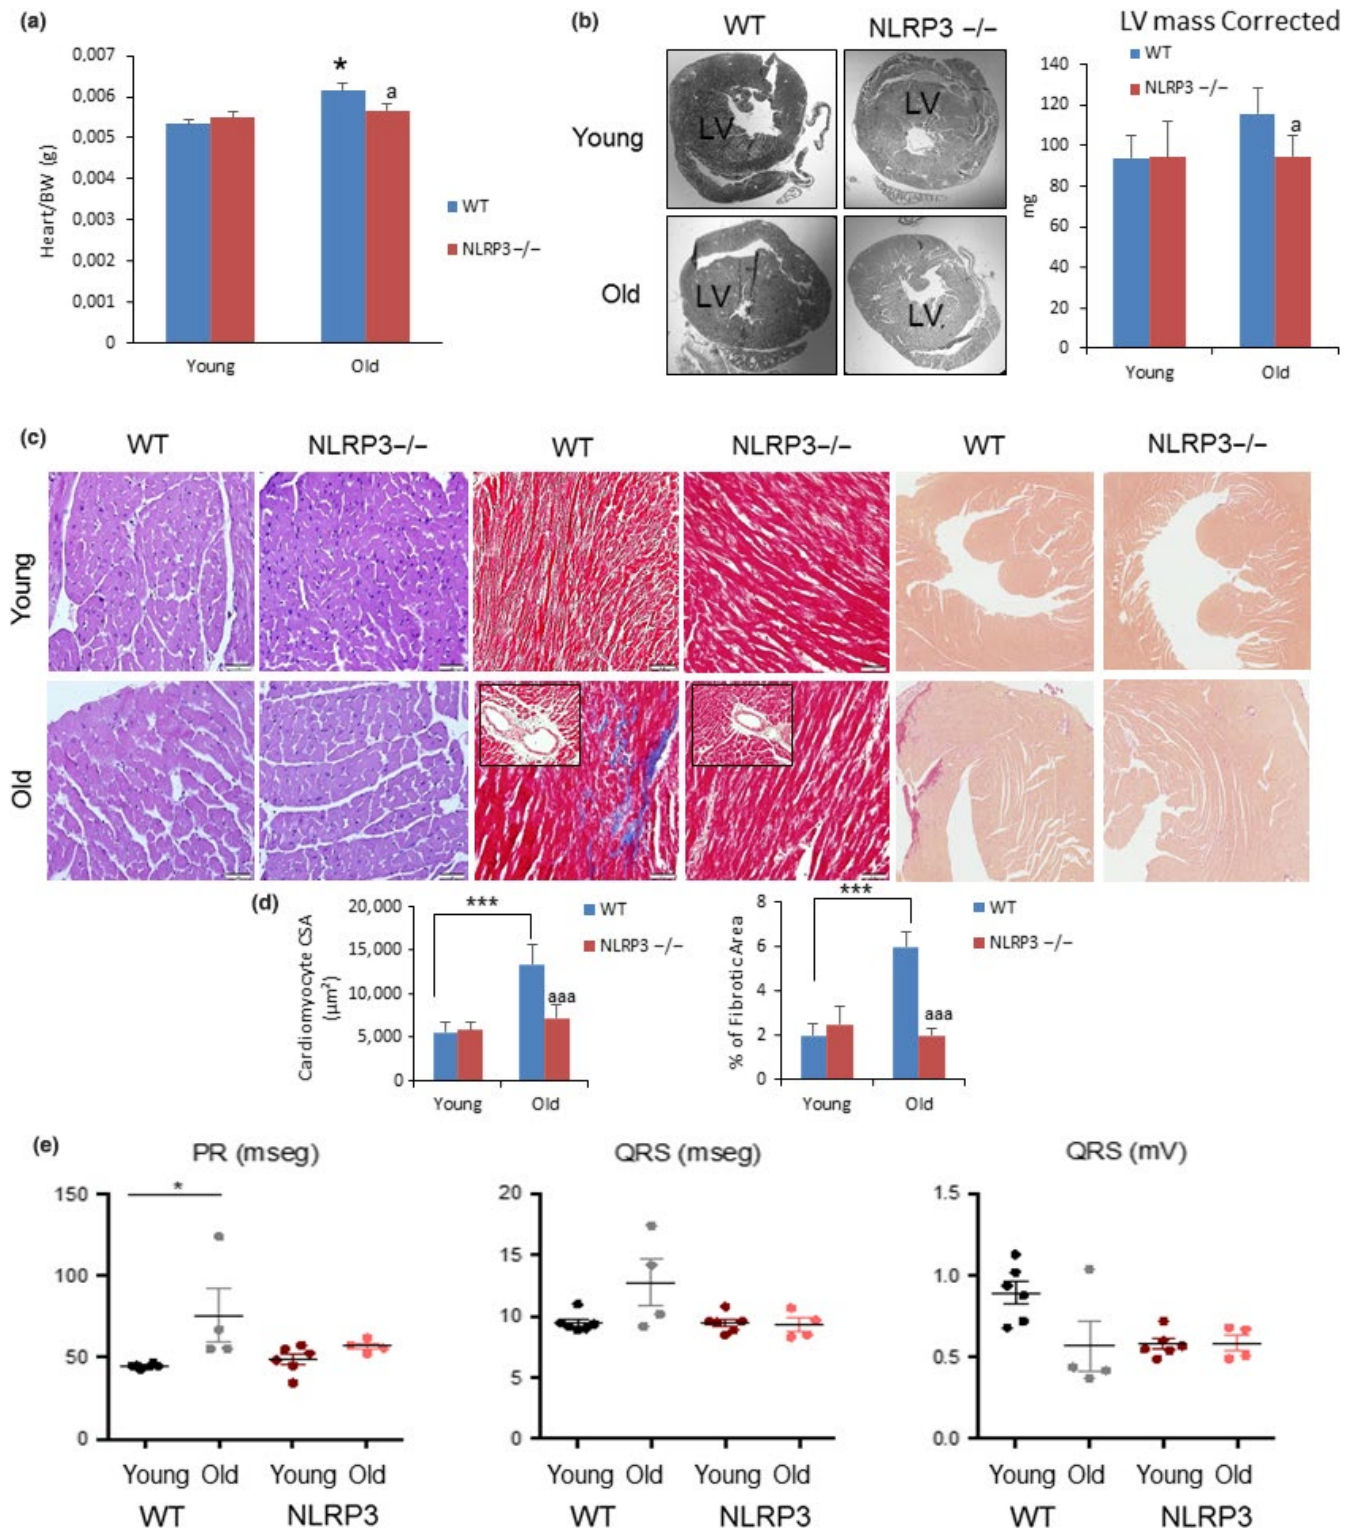 (a)
0,007
0,006
0,005
0,004
0,003
0,002
0,001
0
Heart/BW (g)
*
a
Young
Old
WT
NLRP3 −/−
(b)
WT
NLRP3 −/−
Young
Old
LV
LV
LV
LV
LV mass Corrected
WT
NLRP3 −/−
140
120
100
80
60
40
20
0
mg
a
Young
Old
(c)
WT
NLRP3−/−
WT
NLRP3−/−
WT
NLRP3−/−
Young
Old
(d)
Cardiomyocyte CSA
(µm²)
20,000
15,000
10,000
5,000
0
***
aaa
Young
Old
WT
NLRP3 −/−
% of Fibrotic Area
8
6
4
2
0
***
aaa
Young
Old
WT
NLRP3 −/−
(e)
PR (mseg)
150
100
50
0
*
Young Old
Young Old
WT
NLRP3
QRS (mseg)
20
15
10
5
0
Young Old
Young Old
WT
NLRP3
QRS (mV)
1.5
1.0
0.5
0.0
Young Old
Young Old
WT
NLRP3